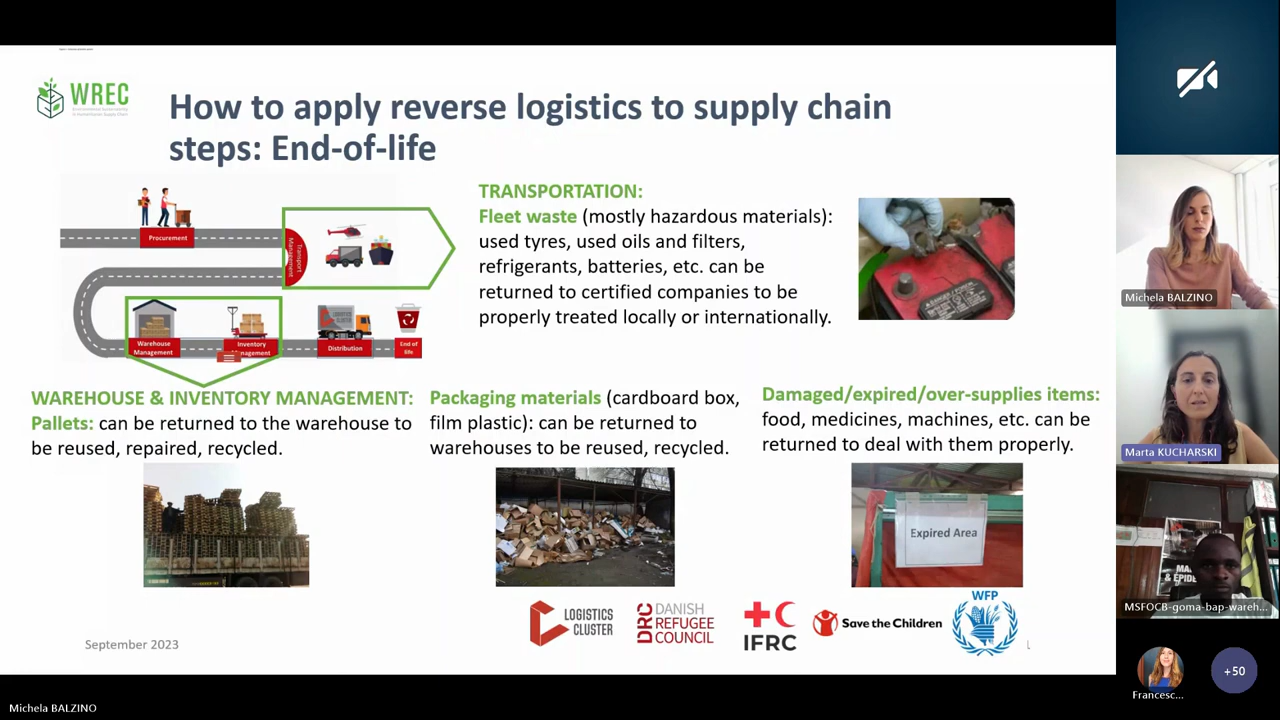 WREC
How to apply reverse logistics to supply chain
steps: End-of-life
Procurement
Transport
Management
Warehouse
Management
Inventory
Distribution
End of
life
TRANSPORTATION:
Fleet waste (mostly hazardous materials):
used tyres, used oils and filters,
refrigerants, batteries, etc. can be
returned to certified companies to be
properly treated locally or internationally.
WAREHOUSE & INVENTORY MANAGEMENT:
Pallets: can be returned to the warehouse to
be reused, repaired, recycled.
Packaging materials (cardboard box,
film plastic): can be returned to
warehouses to be reused, recycled.
Damaged/expired/over-supplies items:
food, medicines, machines, etc. can be
returned to deal with them properly.
Expired Area
LOGISTICS
CLUSTER
DRC
DANISH
REFUGEE
COUNCIL
IFRC
Save the Children
WFP
September 2023
Michela BALZINO
Marta KUCHARSKI
MSFOCB-goma-bap-wareh...
Francesc...
+50
Michela BALZINO